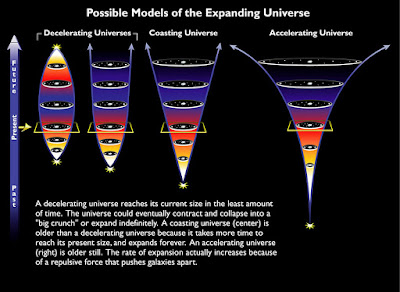 Possible Models of the Expanding Universe
Decelerating Universes
Coasting Universe
Accelerating Universe
Future
Present
Past
A decelerating universe reaches its current size in the least amount
of time. The universe could eventually contract and collapse into a
"big crunch" or expand indefinitely. A coasting universe (center) is
older than a decelerating universe because it takes more time to
reach its present size, and expands forever. An accelerating universe
(right) is older still. The rate of expansion actually increases because
of a repulsive force that pushes galaxies apart.